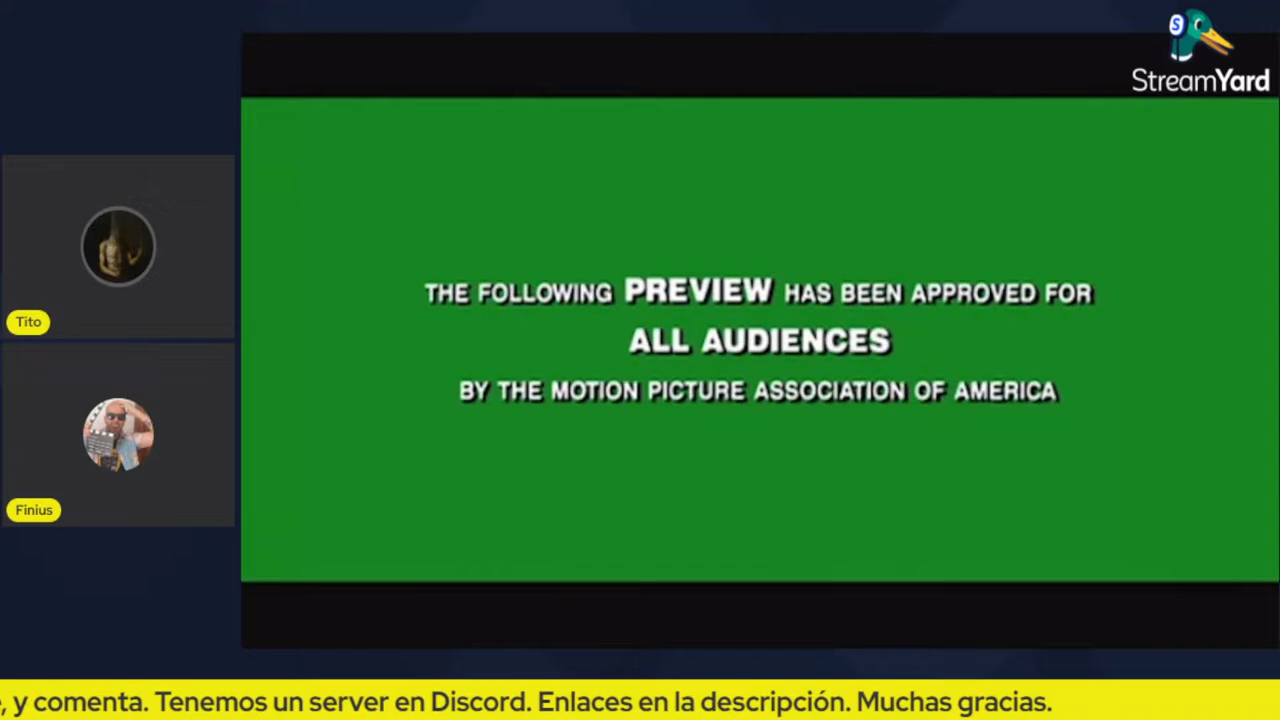 StreamYard
THE FOLLOWING PREVIEW HAS BEEN APPROVED FOR
ALL AUDIENCES
BY THE MOTION PICTURE ASSOCIATION OF AMERICA
Tito
Finius
, y comenta. Tenemos un server en Discord. Enlaces en la descripción. Muchas gracias.